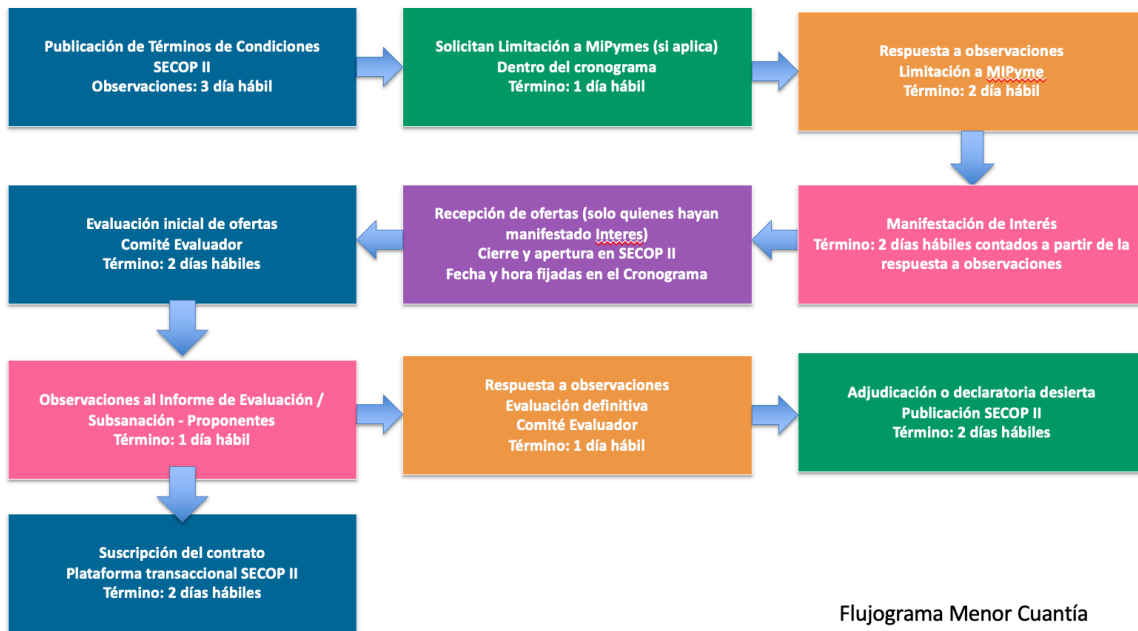 Publicación de Términos de Condiciones
SECOP II
Observaciones: 3 día hábil
Solicitan Limitación a MiPymes (si aplica)
Dentro del cronograma
Término: 1 día hábil
Respuesta a observaciones
Limitación a MIPyme
Término: 2 día hábil
Manifestación de Interés
Término: 2 días hábiles contados a partir de la
respuesta a observaciones
Recepción de ofertas (solo quienes hayan
manifestado Interes)
Cierre y apertura en SECOP II
Fecha y hora fijadas en el Cronograma
Evaluación inicial de ofertas
Comité Evaluador
Término: 2 días hábiles
Observaciones al Informe de Evaluación /
Subsanación - Proponentes
Término: 1 día hábil
Respuesta a observaciones
Evaluación definitiva
Comité Evaluador
Término: 1 día hábil
Adjudicación o declaratoria desierta
Publicación SECOP II
Término: 2 días hábiles
Suscripción del contrato
Plataforma transaccional SECOP II
Término: 2 días hábiles
Flujograma Menor Cuantía